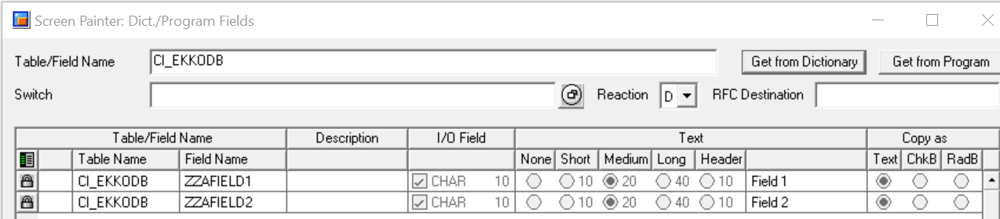 Screen Painter: Dict./Program Fields
Table/Field Name CI_EKKODB Get from Dictionary Get from Program
Switch Reaction D RFC Destination
Table/Field Name Description I/O Field Text Copy as
Table Name Field Name None Short Medium Long Header Text ChkB RadB
CI_EKKODB ZZAFIELD1 CHAR 10 10 20 40 10 Field 1
CI_EKKODB ZZAFIELD2 CHAR 10 10 20 40 10 Field 2